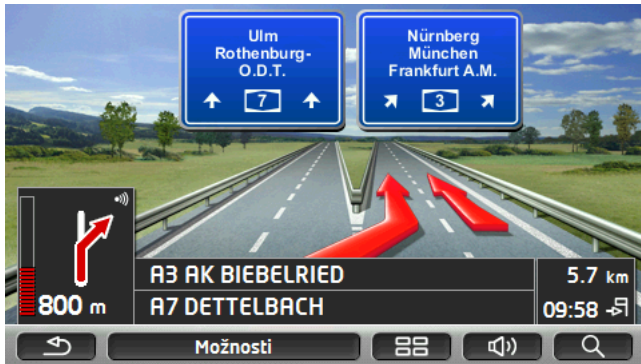 Ulm
Rothenburg-
O.D.T.
7
Nürnberg
München
Frankfurt A.M.
3
A3 AK BIEBELRIED
5.7 km
800 m
A7 DETTELBACH
09:58
Možnosti